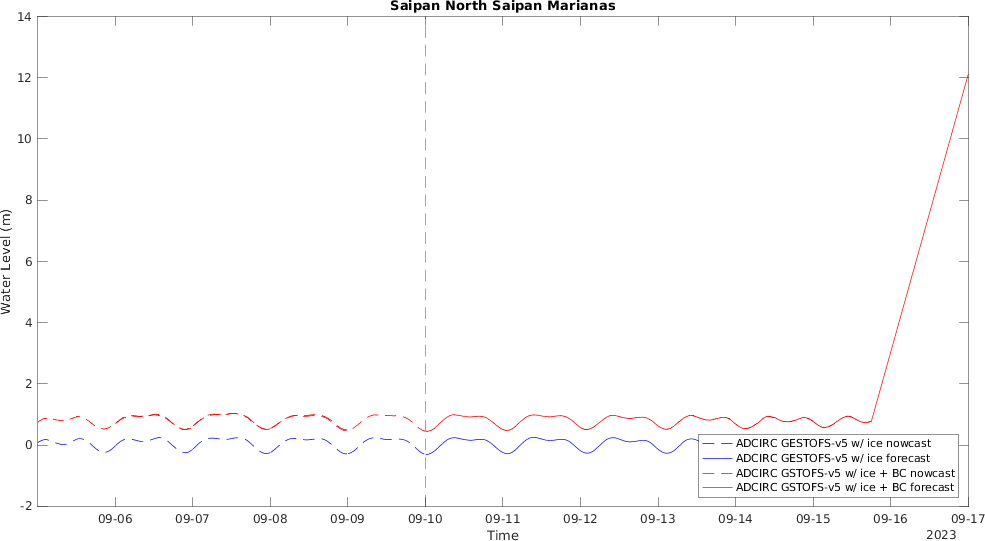 Saipan North Saipan Marianas
14
12
10
8
6
4
2
0
-2
Water Level (m)
ADCIRC GESTOFS-v5 w/ ice nowcast
ADCIRC GESTOFS-v5 w/ ice forecast
ADCIRC GSTOFS-v5 w/ ice + BC nowcast
ADCIRC GSTOFS-v5 w/ ice + BC forecast
09-06 09-07 09-08 09-09 09-10 09-11 09-12 09-13 09-14 09-15 09-16 09-17
Time
2023